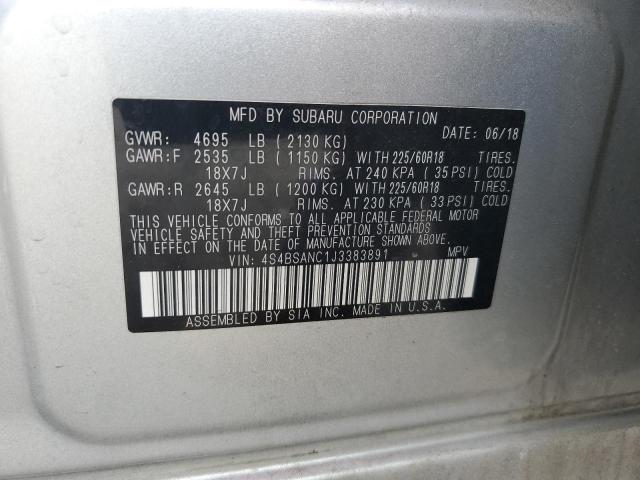 MFD BY SUBARU CORPORATION
GVWR: 4695 LB ( 2130 KG) DATE: 06/18
GAWR:F 2535 LB ( 1150 KG) WITH 225/60R18 TIRES.
18X7J RIMS. AT 240 KPA ( 35 PSI) COLD
GAWR:R 2645 LB ( 1200 KG) WITH 225/60R18 TIRES.
18X7J RIMS. AT 230 KPA ( 33 PSI) COLD
THIS VEHICLE CONFORMS TO ALL APPLICABLE FEDERAL MOTOR
VEHICLE SAFETY AND THEFT PREVENTION STANDARDS
IN EFFECT ON THE DATE OF MANUFACTURE SHOWN ABOVE.
VIN: 4S4BSANC1J3383891 MPV
ASSEMBLED BY SIA INC. MADE IN U.S.A.